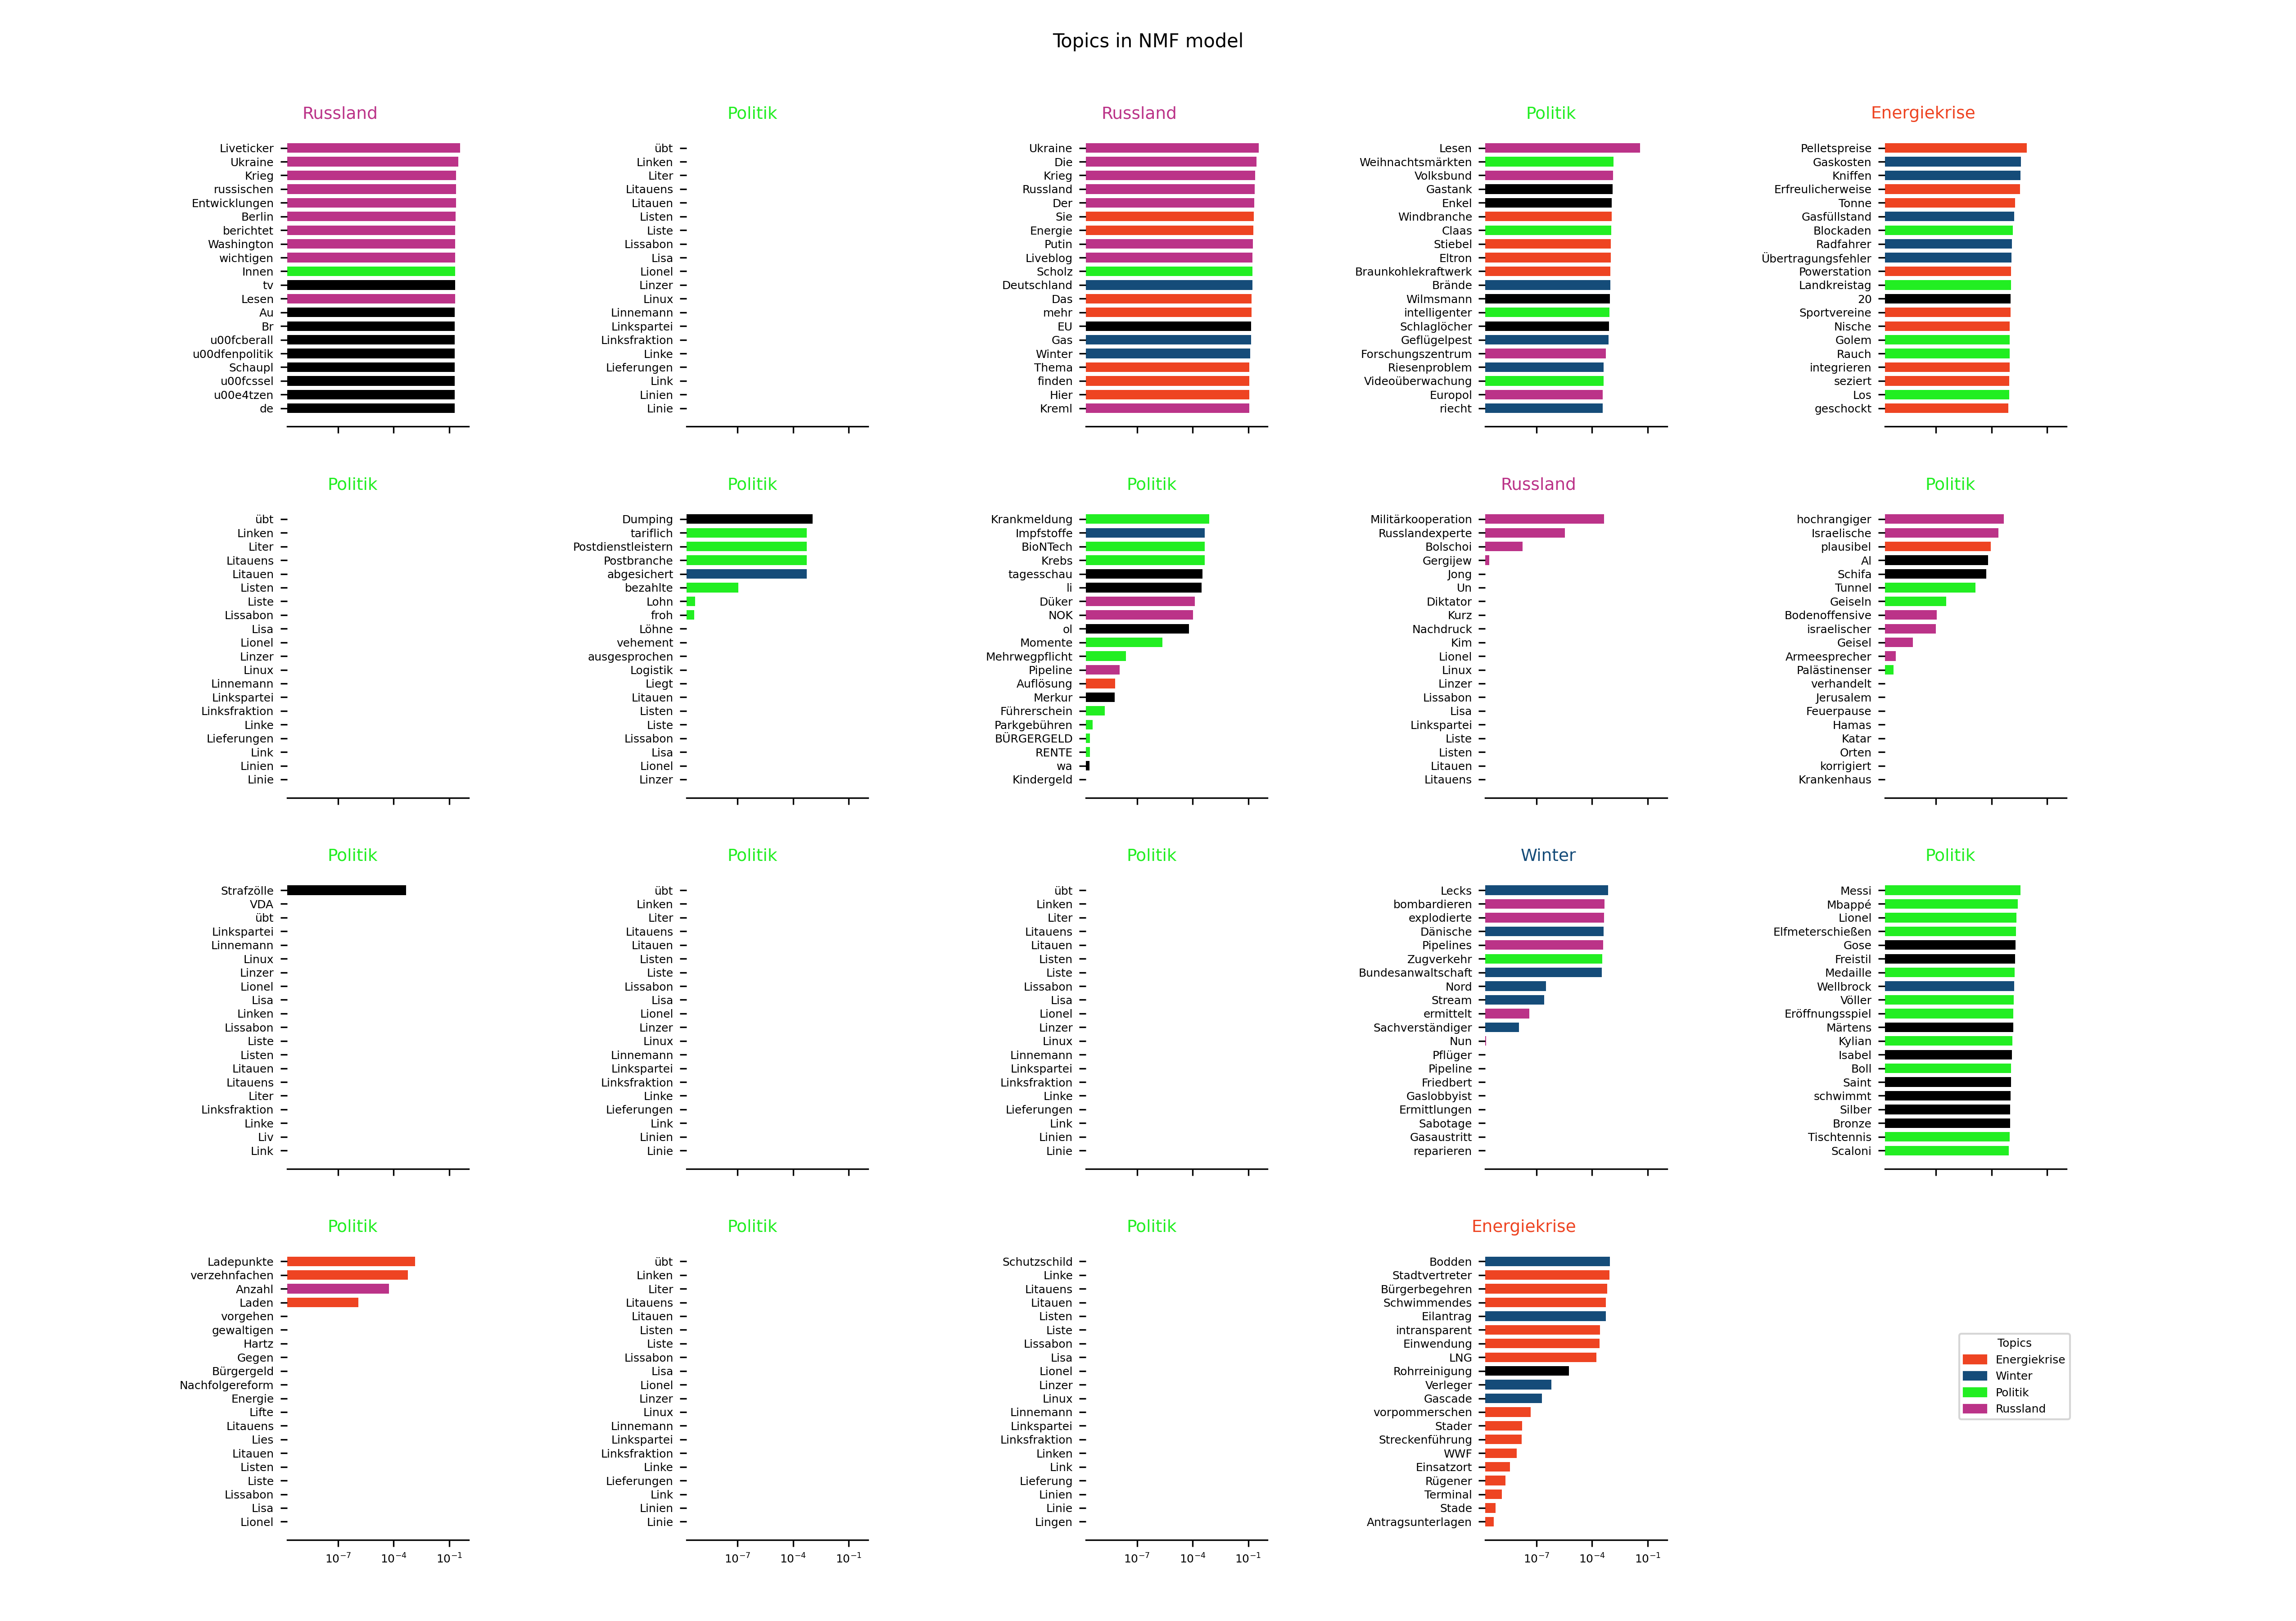 Topics in NMF model
Russland
Liveticker
Ukraine
Krieg
russischen
Entwicklungen
Berlin
berichtet
Washington
wichtigen
Innen
tv
Lesen
Au
Br
u00fcberall
u00dfenpolitik
Schaupl
u00fcssel
u00e4tzen
de
Politik
übt
Linken
Liter
Litauens
Litauen
Listen
Liste
Lissabon
Lisa
Lionel
Linzer
Linux
Linnemann
Linkspartei
Linksfraktion
Linke
Lieferungen
Link
Linien
Linie
Russland
Ukraine
Die
Krieg
Russland
Der
Sie
Energie
Putin
Liveblog
Scholz
Deutschland
Das
mehr
EU
Gas
Winter
Thema
finden
Hier
Kreml
Politik
Lesen
Weihnachtsmärkten
Volksbund
Gastank
Enkel
Windbranche
Claas
Stiebel
Eltron
Braunkohlekraftwerk
Brände
Wilmsmann
intelligenter
Schlaglöcher
Geflügelpest
Forschungszentrum
Riesenproblem
Videoüberwachung
Europol
riecht
Energiekrise
Pelletspreise
Gaskosten
Kniffen
Erfreulicherweise
Tonne
Gasfüllstand
Blockaden
Radfahrer
Übertragungsfehler
Powerstation
Landkreistag
20
Sportvereine
Nische
Golem
Rauch
integrieren
seziert
Los
geschockt
Politik
übt
Linken
Liter
Litauens
Litauen
Listen
Liste
Lissabon
Lisa
Lionel
Linzer
Linux
Linnemann
Linkspartei
Linksfraktion
Linke
Lieferungen
Link
Linien
Linie
Politik
Dumping
tariflich
Postdienstleistern
Postbranche
abgesichert
bezahlte
Lohn
froh
Löhne
vehement
ausgesprochen
Logistik
Liegt
Litauen
Listen
Liste
Lissabon
Lisa
Lionel
Linzer
Politik
Krankmeldung
Impfstoffe
BioNTech
Krebs
tagesschau
li
Düker
NOK
ol
Momente
Mehrwegpflicht
Pipeline
Auflösung
Merkur
Führerschein
Parkgebühren
BÜRGERGELD
RENTE
wa
Kindergeld
Russland
Militärkooperation
Russlandexperte
Bolschoi
Gergijew
Jong
Un
Diktator
Kurz
Nachdruck
Kim
Lionel
Linux
Linzer
Lissabon
Lisa
Linkspartei
Liste
Listen
Litauen
Litauens
Politik
hochrangiger
Israelische
plausibel
Al
Schifa
Tunnel
Geiseln
Bodenoffensive
israelischer
Geisel
Armeesprecher
Palästinenser
verhandelt
Jerusalem
Feuerpause
Hamas
Katar
Orten
korrigiert
Krankenhaus
Politik
Strafzölle
VDA
übt
Linkspartei
Linnemann
Linux
Linzer
Lionel
Lisa
Linken
Lissabon
Liste
Listen
Litauen
Litauens
Liter
Linksfraktion
Linke
Liv
Link
Politik
übt
Linken
Liter
Litauens
Litauen
Listen
Liste
Lissabon
Lisa
Lionel
Linzer
Linux
Linnemann
Linkspartei
Linksfraktion
Linke
Lieferungen
Link
Linien
Linie
Politik
übt
Linken
Liter
Litauens
Litauen
Listen
Liste
Lissabon
Lisa
Lionel
Linzer
Linux
Linnemann
Linkspartei
Linksfraktion
Linke
Lieferungen
Link
Linien
Linie
Winter
Lecks
bombardieren
explodierte
Dänische
Pipelines
Zugverkehr
Bundesanwaltschaft
Nord
Stream
ermittelt
Sachverständiger
Nun
Pflüger
Pipeline
Friedbert
Gaslobbyist
Ermittlungen
Sabotage
Gasaustritt
reparieren
Politik
Messi
Mbappé
Lionel
Elfmeterschießen
Gose
Freistil
Medaille
Wellbrock
Völler
Eröffnungsspiel
Märtens
Kylian
Isabel
Boll
Saint
schwimmt
Silber
Bronze
Tischtennis
Scaloni
Politik
Ladepunkte
verzehnfachen
Anzahl
Laden
vorgehen
gewaltigen
Hartz
Gegen
Bürgergeld
Nachfolgereform
Energie
Lifte
Litauens
Lies
Litauen
Listen
Liste
Lissabon
Lisa
Lionel
10⁻⁷ 10⁻⁴ 10⁻¹
Politik
übt
Linken
Liter
Litauens
Litauen
Listen
Liste
Lissabon
Lisa
Lionel
Linzer
Linux
Linnemann
Linkspartei
Linksfraktion
Linke
Lieferungen
Link
Linien
Linie
10⁻⁷ 10⁻⁴ 10⁻¹
Politik
Schutzschild
Linke
Litauens
Litauen
Listen
Liste
Lissabon
Lisa
Lionel
Linzer
Linux
Linnemann
Linkspartei
Linksfraktion
Linken
Link
Lieferung
Linien
Linie
Lingen
10⁻⁷ 10⁻⁴ 10⁻¹
Energiekrise
Bodden
Stadtvertreter
Bürgerbegehren
Schwimmendes
Eilantrag
intransparent
Einwendung
LNG
Rohrreinigung
Verleger
Gascade
vorpommerschen
Stader
Streckenführung
WWF
Einsatzort
Rügener
Terminal
Stade
Antragsunterlagen
10⁻⁷ 10⁻⁴ 10⁻¹
Topics
Energiekrise
Winter
Politik
Russland